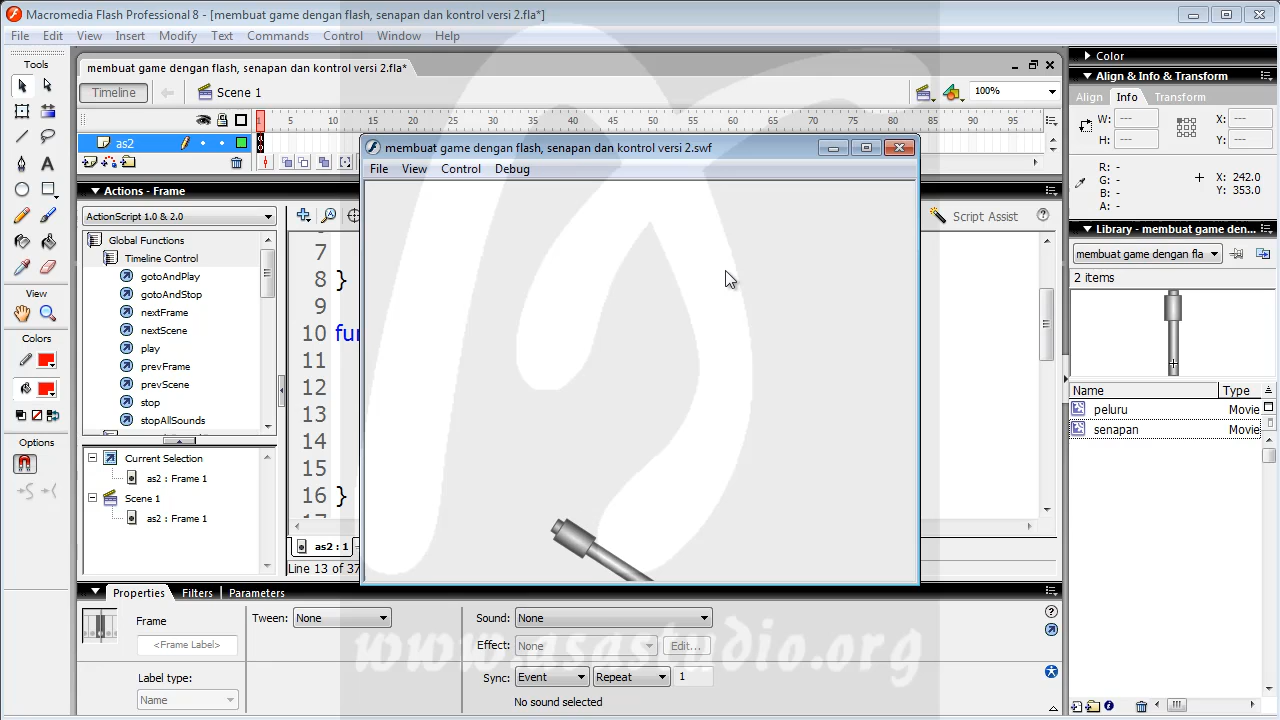 Macromedia Flash Professional 8 - [membuat game dengan flash, senapan dan kontrol versi 2.fla*]
File Edit View Insert Modify Text Commands Control Window Help
Tools
View
Colors
Options
membuat game dengan flash, senapan dan kontrol versi 2.fla*
Timeline
Scene 1
100%
1 5 10 15 20 25 30 35 40 45 50 55 60 65 70 75 80 85 90 95
as2
Actions - Frame
ActionScript 1.0 & 2.0
Script Assist
Global Functions
Timeline Control
gotoAndPlay
gotoAndStop
nextFrame
nextScene
play
prevFrame
prevScene
stop
stopAllSounds
Current Selection
as2 : Frame 1
Scene 1
as2 : Frame 1
7
8 }
9
10 fun
11
12
13
14
15
16 }
17
as2 : 1
Line 13 of 37
membuat game dengan flash, senapan dan kontrol versi 2.swf
File View Control Debug
Properties Filters Parameters
Frame
<Frame Label>
Label type:
Name
Tween: None
Sound: None
Effect: None Edit...
Sync: Event Repeat 1
No sound selected
www.asastudio.org
Color
Align & Info & Transform
Align Info Transform
W: ---
H: ---
R: -
G: -
B: -
A: -
X: ---
Y: ---
X: 242.0
Y: 353.0
Library - membuat game den...
membuat game dengan fla
2 items
Name Type
peluru Movie
senapan Movie